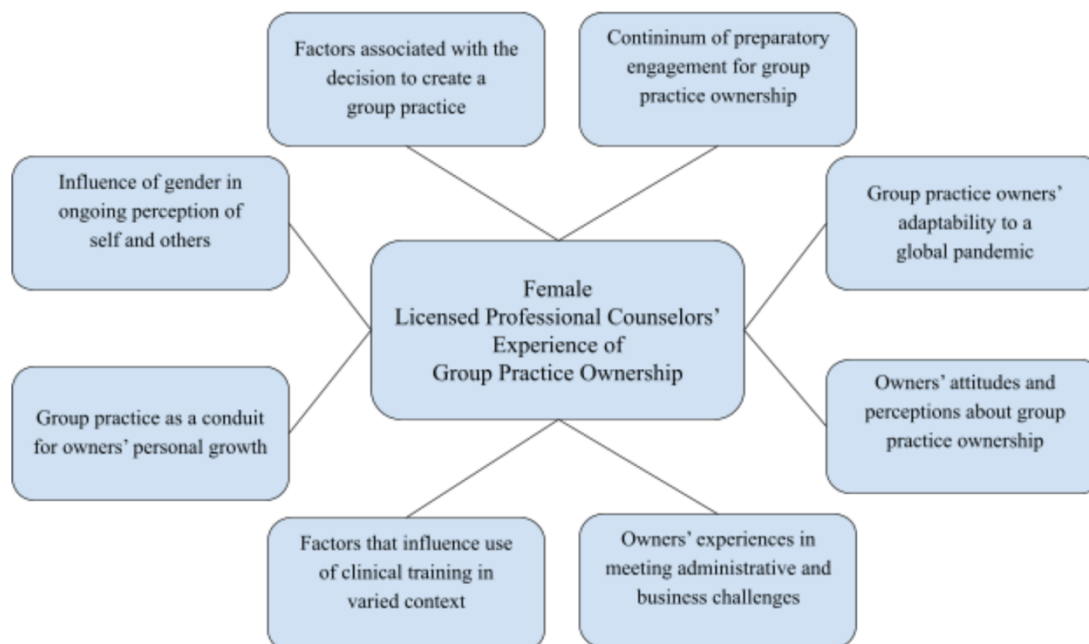 Factors associated with the
decision to create a
group practice
Contininum of preparatory
engagement for group
practice ownership
Influence of gender in
ongoing perception of
self and others
Group practice owners'
adaptability to a
global pandemic
Female
Licensed Professional Counselors'
Experience of
Group Practice Ownership
Group practice as a conduit
for owners' personal growth
Owners' attitudes and
perceptions about group
practice ownership
Factors that influence use
of clinical training in
varied context
Owners' experiences in
meeting administrative and
business challenges